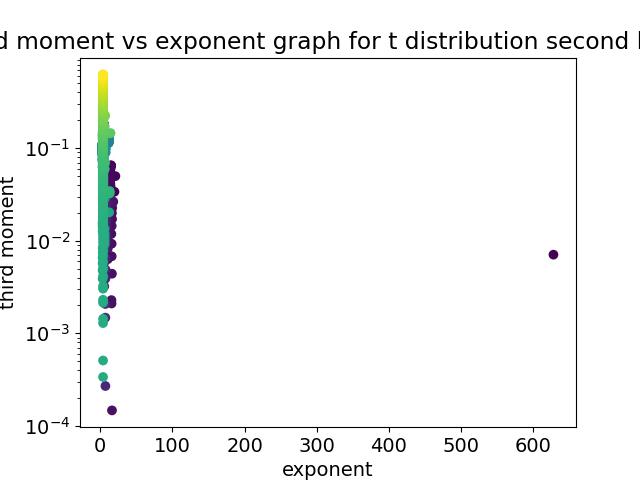 d moment vs exponent graph for t distribution second
third moment
10⁻¹
10⁻²
10⁻³
10⁻⁴
0 100 200 300 400 500 600
exponent